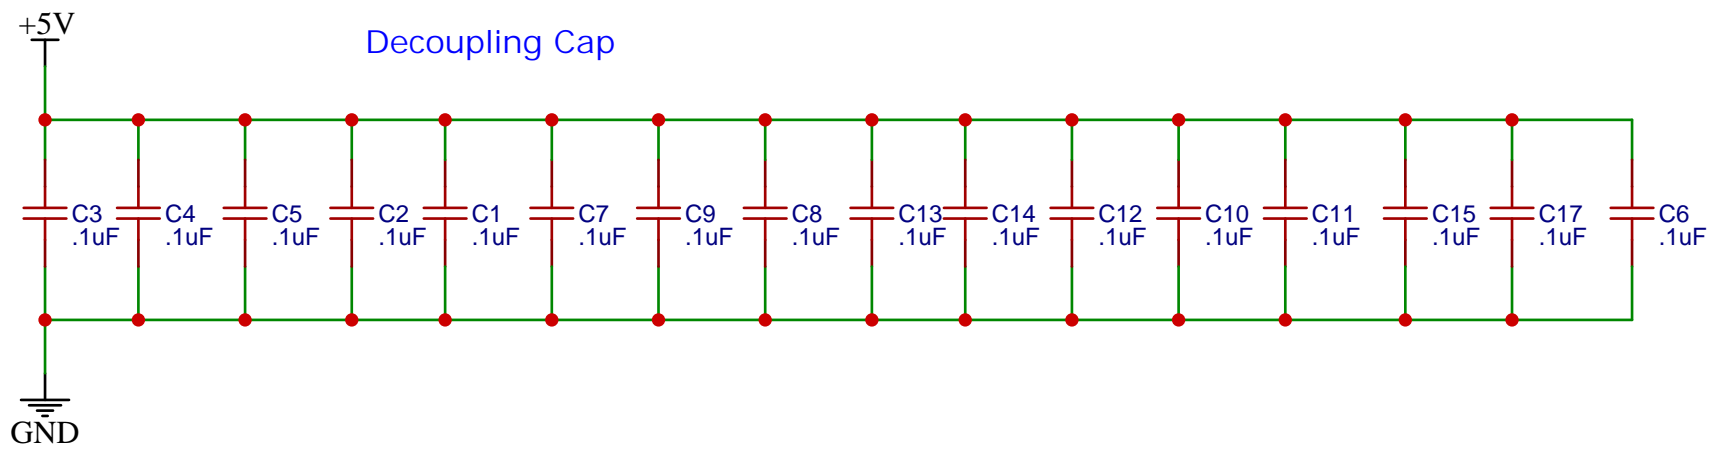 +5V
Decoupling Cap
C3 C4 C5 C2 C1 C7 C9 C8 C13 C14 C12 C10 C11 C15 C17 C6
.1uF .1uF .1uF .1uF .1uF .1uF .1uF .1uF .1uF .1uF .1uF .1uF .1uF .1uF .1uF .1uF
GND